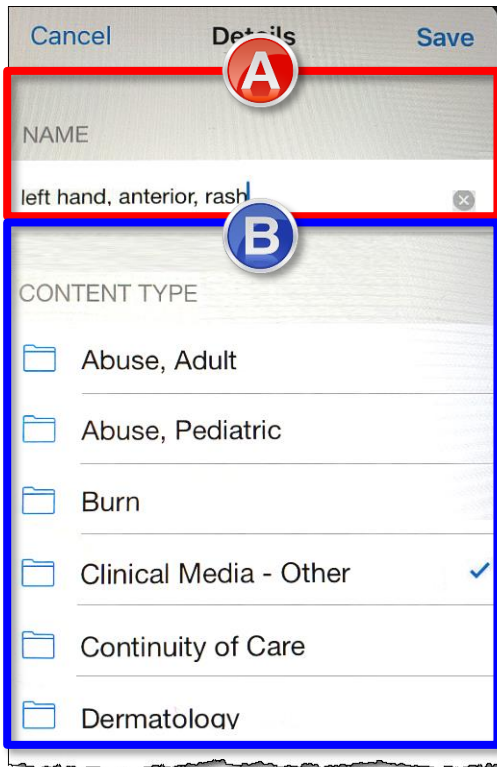 Cancel Details Save
A
NAME
left hand, anterior, rash
B
CONTENT TYPE
Abuse, Adult
Abuse, Pediatric
Burn
Clinical Media - Other
Continuity of Care
Dermatology